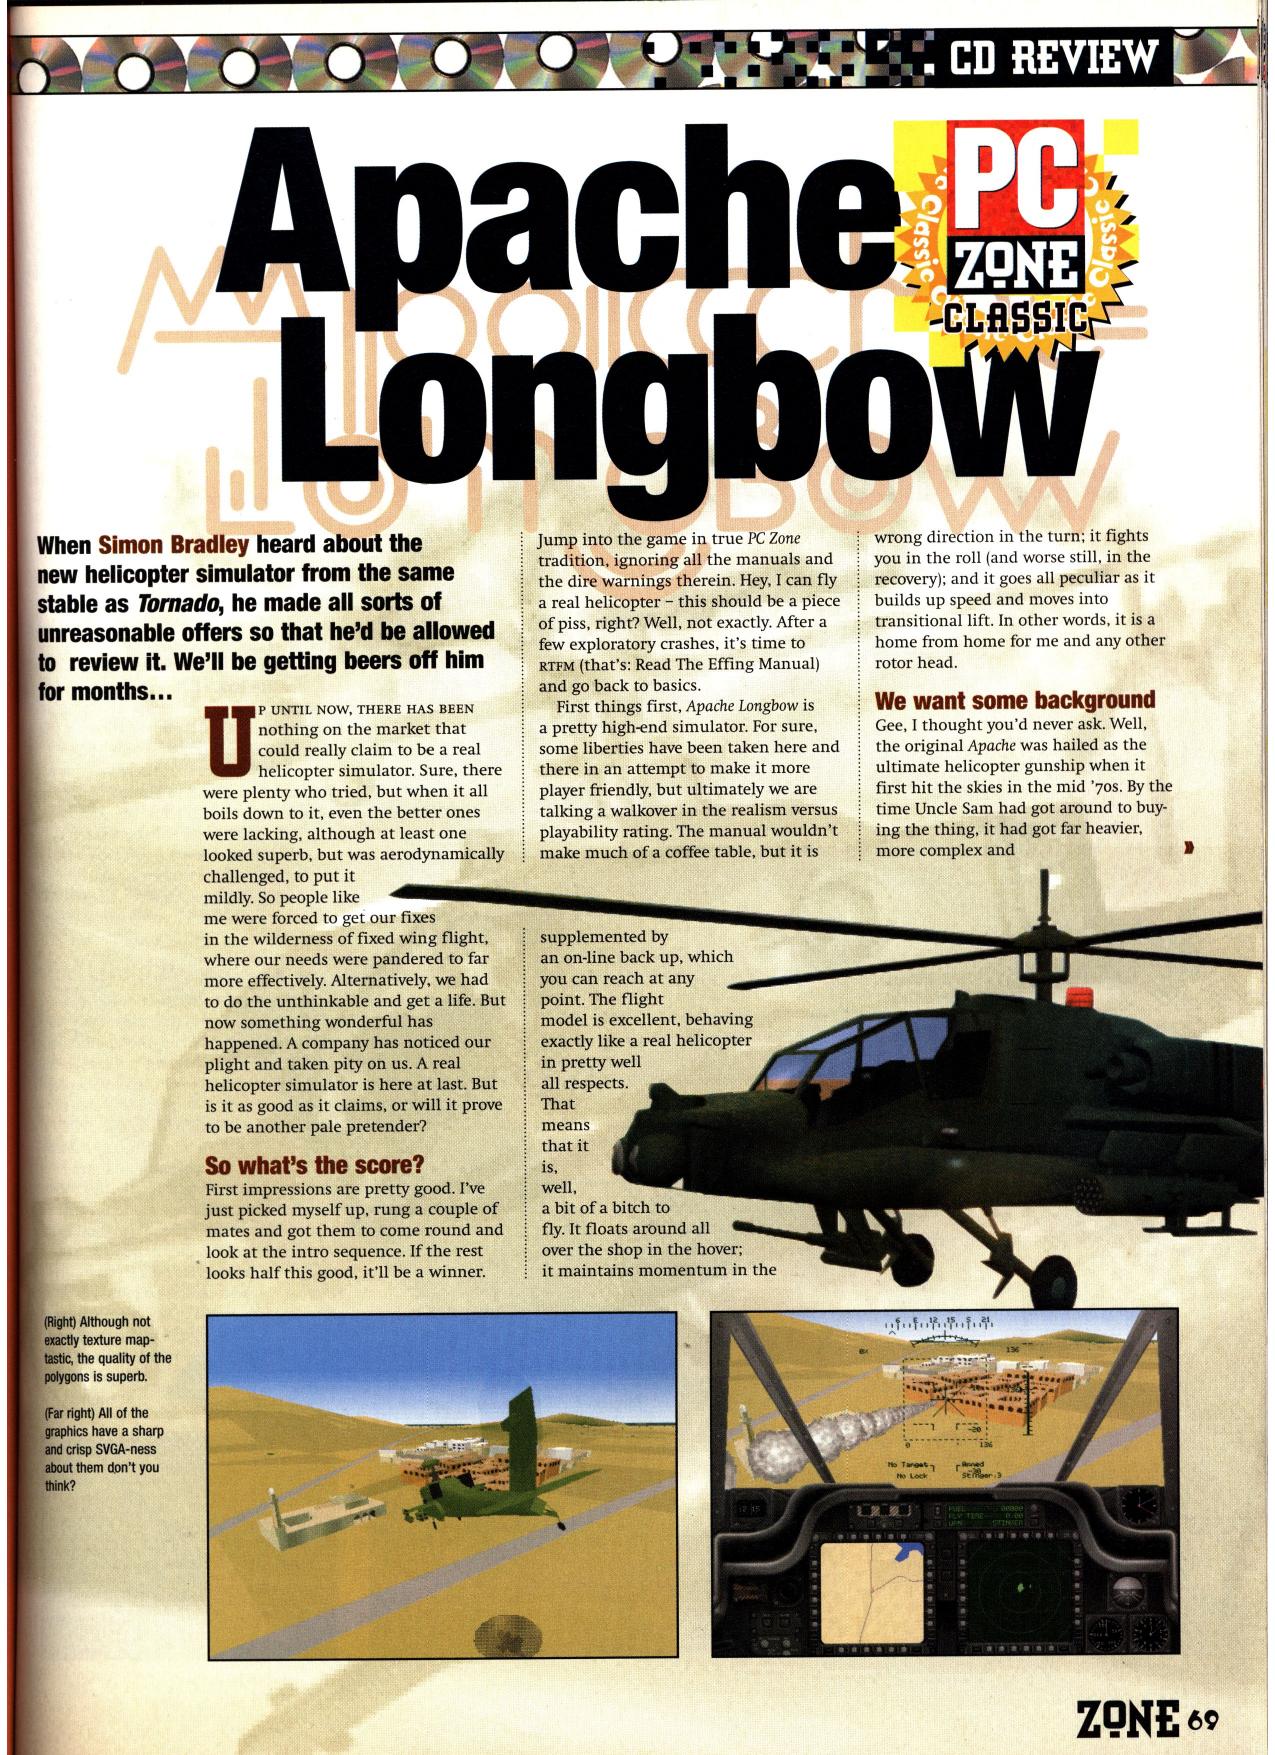 CD REVIEW
Apache
Longbow
PC
ZONE
CLASSIC
Classic
Classic
When Simon Bradley heard about the
new helicopter simulator from the same
stable as Tornado, he made all sorts of
unreasonable offers so that he'd be allowed
to review it. We'll be getting beers off him
for months...
UP UNTIL NOW, THERE HAS BEEN
nothing on the market that
could really claim to be a real
helicopter simulator. Sure, there
were plenty who tried, but when it all
boils down to it, even the better ones
were lacking, although at least one
looked superb, but was aerodynamically
challenged, to put it
mildly. So people like
me were forced to get our fixes
in the wilderness of fixed wing flight,
where our needs were pandered to far
more effectively. Alternatively, we had
to do the unthinkable and get a life. But
now something wonderful has
happened. A company has noticed our
plight and taken pity on us. A real
helicopter simulator is here at last. But
is it as good as it claims, or will it prove
to be another pale pretender?
So what's the score?
First impressions are pretty good. I've
just picked myself up, rung a couple of
mates and got them to come round and
look at the intro sequence. If the rest
looks half this good, it'll be a winner.
Jump into the game in true PC Zone
tradition, ignoring all the manuals and
the dire warnings therein. Hey, I can fly
a real helicopter – this should be a piece
of piss, right? Well, not exactly. After a
few exploratory crashes, it's time to
RTFM (that's: Read The Effing Manual)
and go back to basics.
First things first, Apache Longbow is
a pretty high-end simulator. For sure,
some liberties have been taken here and
there in an attempt to make it more
player friendly, but ultimately we are
talking a walkover in the realism versus
playability rating. The manual wouldn't
make much of a coffee table, but it is
supplemented by
an on-line back up, which
you can reach at any
point. The flight
model is excellent, behaving
exactly like a real helicopter
in pretty well
all respects.
That
means
that it
is,
well,
a bit of a bitch to
fly. It floats around all
over the shop in the hover;
it maintains momentum in the
wrong direction in the turn; it fights
you in the roll (and worse still, in the
recovery); and it goes all peculiar as it
builds up speed and moves into
transitional lift. In other words, it is a
home from home for me and any other
rotor head.
We want some background
Gee, I thought you'd never ask. Well,
the original Apache was hailed as the
ultimate helicopter gunship when it
first hit the skies in the mid '70s. By the
time Uncle Sam had got around to buy-
ing the thing, it had got far heavier,
more complex and
(Right) Although not
exactly texture map-
tastic, the quality of the
polygons is superb.
(Far right) All of the
graphics have a sharp
and crisp SVGA-ness
about them don't you
think?
6 E 12 15 S 21
136
-20
0 136
No Target
No Lock
Armed
-30
Stinger:3
12 15
FUEL
FLY TIME 0.00
WPN STINGER
ZONE 69